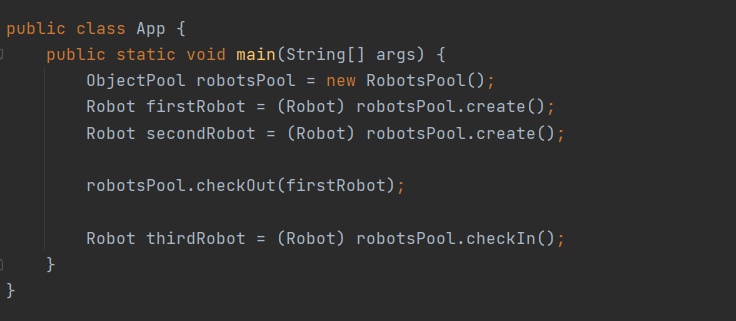 public class App {
    public static void main(String[] args) {
        ObjectPool robotsPool = new RobotsPool();
        Robot firstRobot = (Robot) robotsPool.create();
        Robot secondRobot = (Robot) robotsPool.create();

        robotsPool.checkOut(firstRobot);

        Robot thirdRobot = (Robot) robotsPool.checkIn();
    }
}